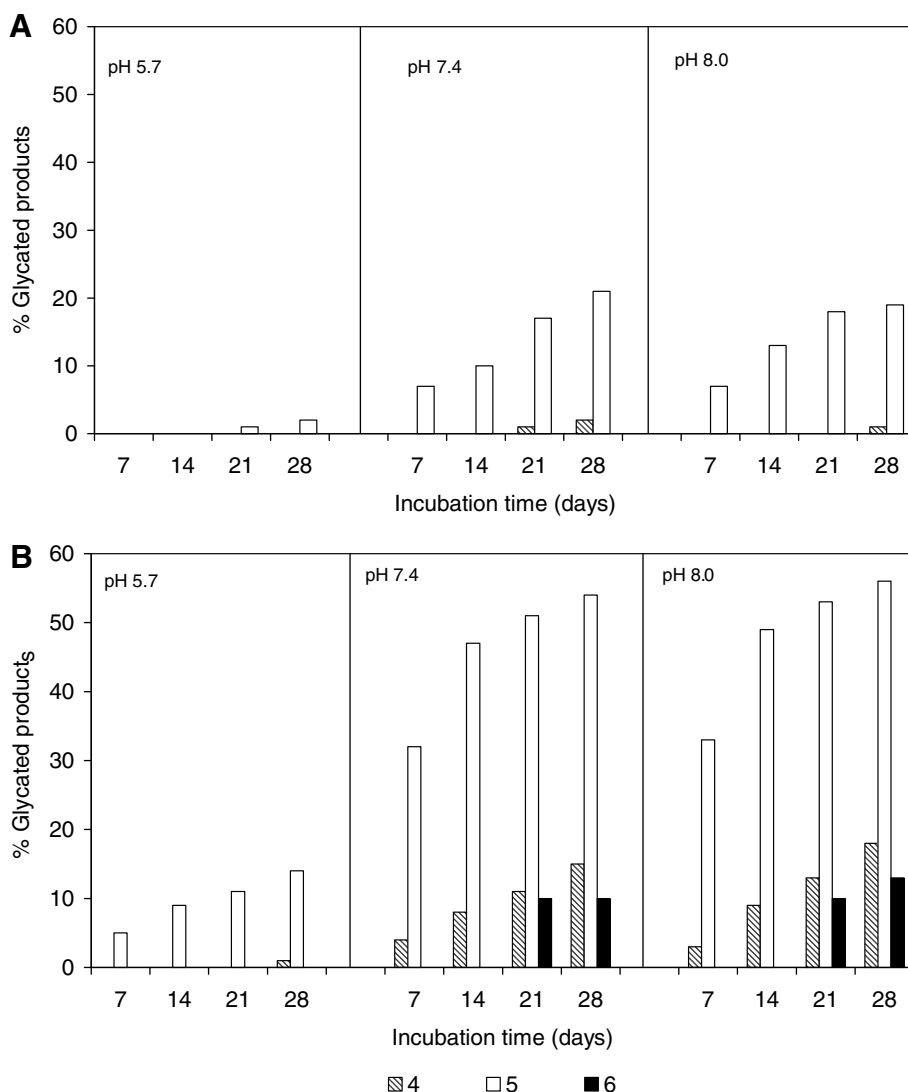 A
% Glycated products
60
50
40
30
20
10
0
pH 5.7
pH 7.4
pH 8.0
7 14 21 28 7 14 21 28 7 14 21 28
Incubation time (days)
B
% Glycated products
60
50
40
30
20
10
0
pH 5.7
pH 7.4
pH 8.0
7 14 21 28 7 14 21 28 7 14 21 28
Incubation time (days)
4 5 6